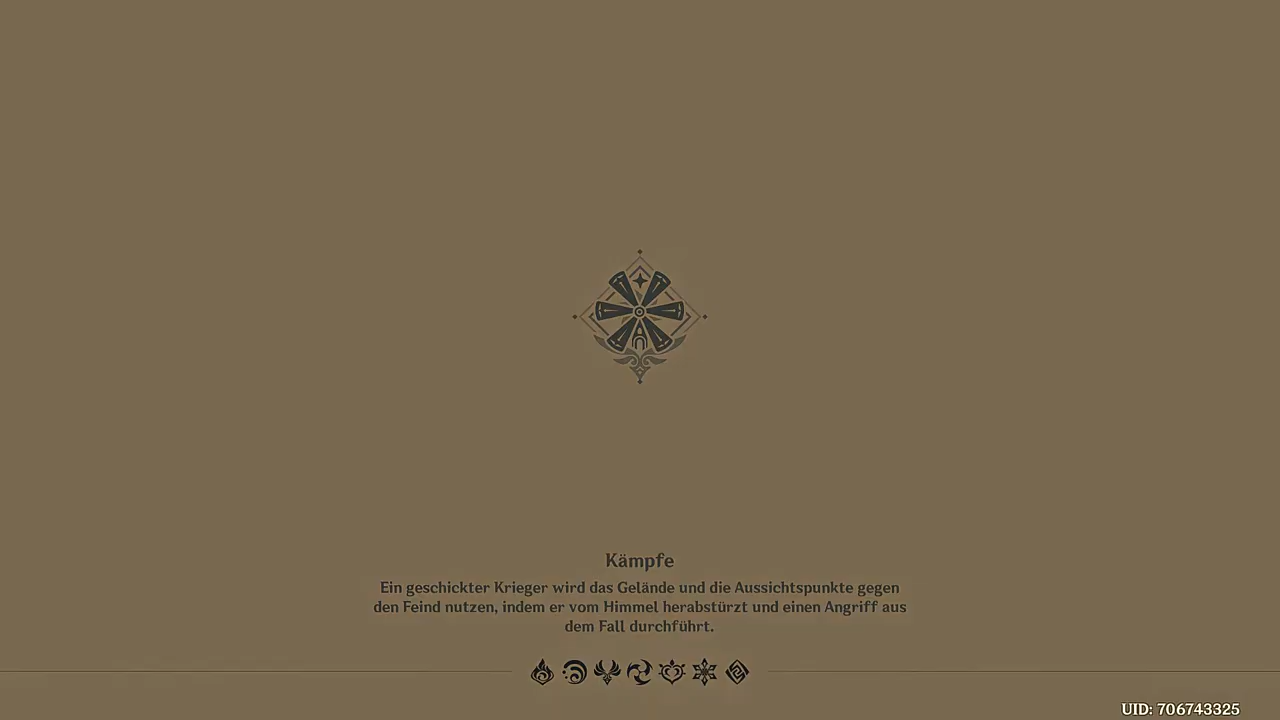 Kämpfe
Ein geschickter Krieger wird das Gelände und die Aussichtspunkte gegen
den Feind nutzen, indem er vom Himmel herabstürzt und einen Angriff aus
dem Fall durchführt.
UID: 706743325